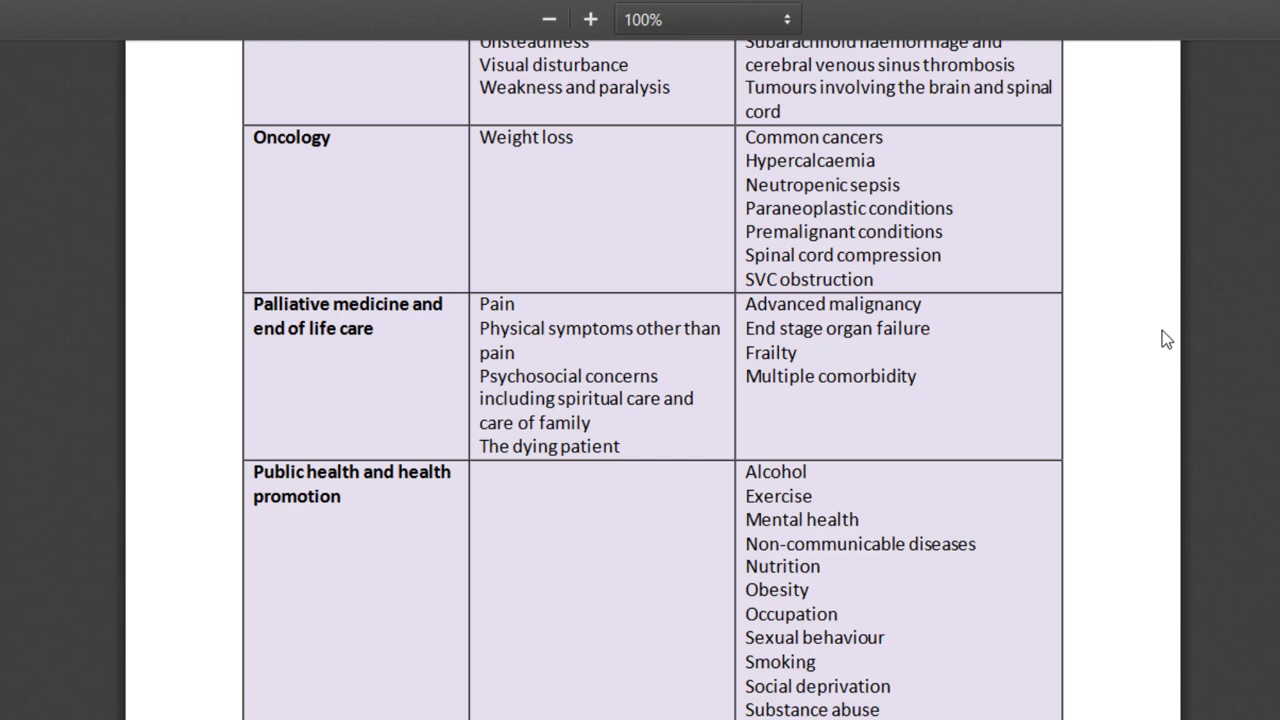 100%
Unsteadiness
Visual disturbance
Weakness and paralysis
Subarachnoid haemorrhage and
cerebral venous sinus thrombosis
Tumours involving the brain and spinal
cord
Oncology
Weight loss
Common cancers
Hypercalcaemia
Neutropenic sepsis
Paraneoplastic conditions
Premalignant conditions
Spinal cord compression
SVC obstruction
Palliative medicine and
end of life care
Pain
Physical symptoms other than
pain
Psychosocial concerns
including spiritual care and
care of family
The dying patient
Advanced malignancy
End stage organ failure
Frailty
Multiple comorbidity
Public health and health
promotion
Alcohol
Exercise
Mental health
Non-communicable diseases
Nutrition
Obesity
Occupation
Sexual behaviour
Smoking
Social deprivation
Substance abuse